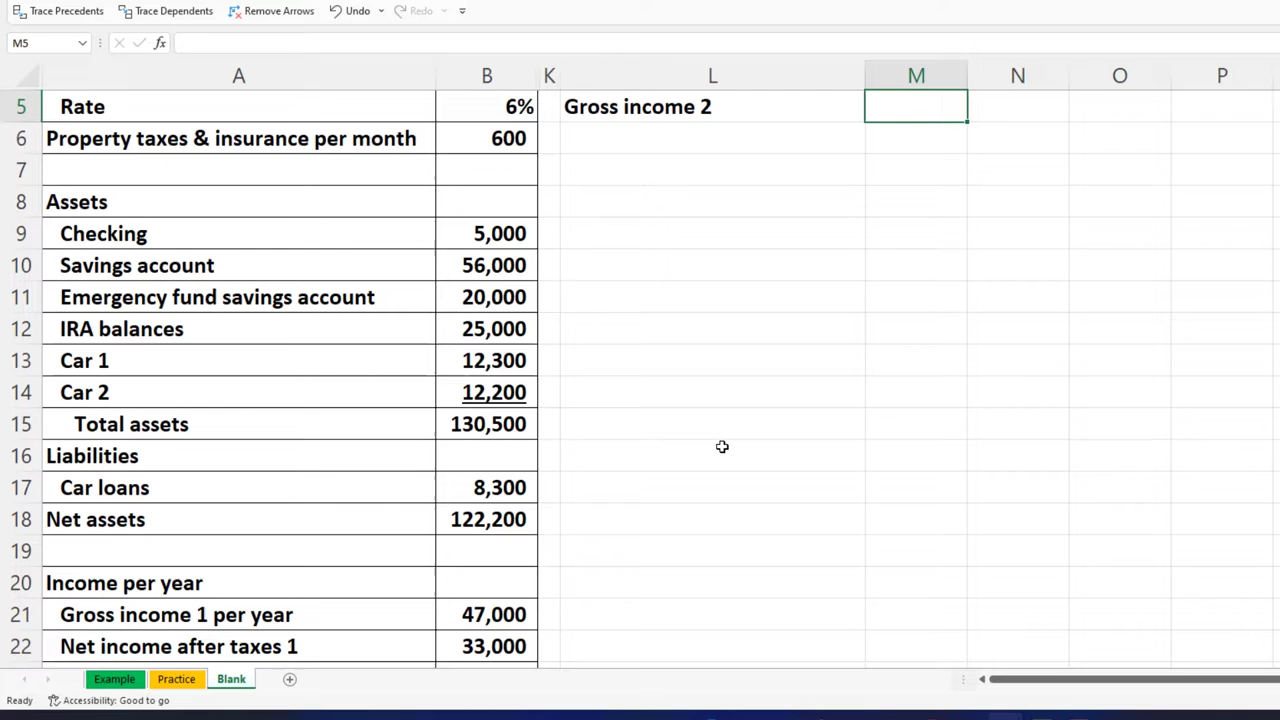 Trace Precedents Trace Dependents Remove Arrows Undo Redo
M5 fx
A B K L M N O P
5 Rate 6% Gross income 2
6 Property taxes & insurance per month 600
7
8 Assets
9 Checking 5,000
10 Savings account 56,000
11 Emergency fund savings account 20,000
12 IRA balances 25,000
13 Car 1 12,300
14 Car 2 12,200
15 Total assets 130,500
16 Liabilities
17 Car loans 8,300
18 Net assets 122,200
19
20 Income per year
21 Gross income 1 per year 47,000
22 Net income after taxes 1 33,000
Example Practice Blank
Ready Accessibility: Good to go